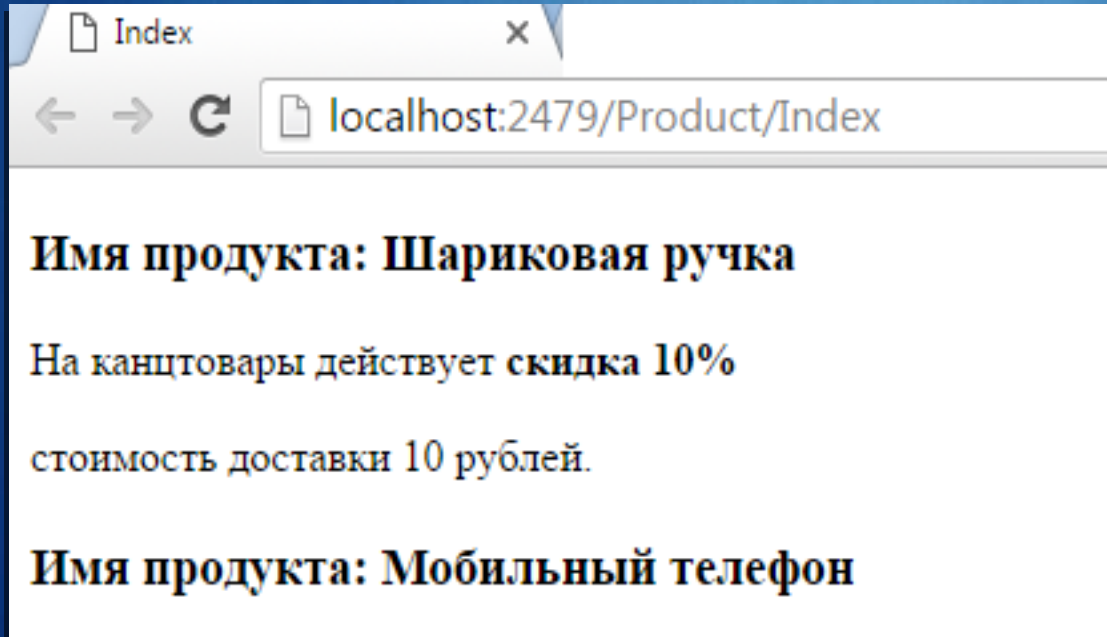 Index
localhost:2479/Product/Index
Имя продукта: Шариковая ручка
На канцтовары действует скидка 10%
стоимость доставки 10 рублей.
Имя продукта: Мобильный телефон